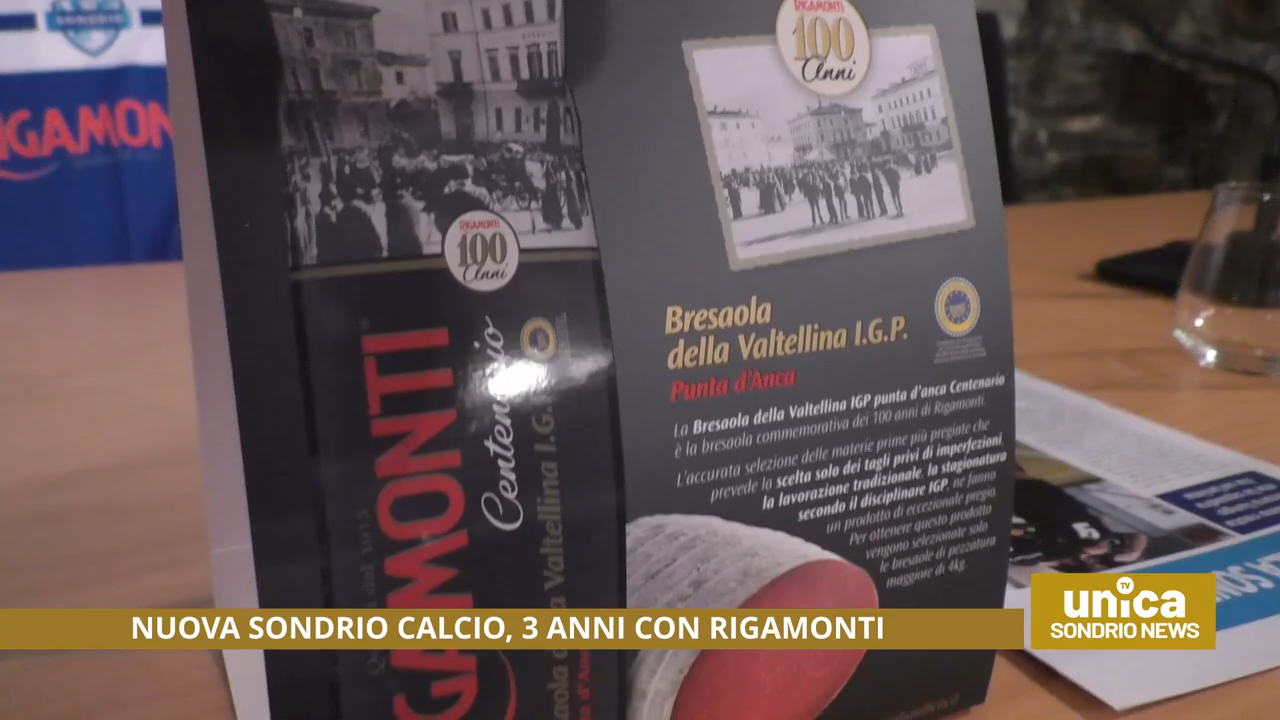 SONDRIO
IGAMON
RIGAMONTI
100
Anni
RIGAMONTI
100
Anni
GAMONTI
Centenario
Valtellina I.G.
Bresaola
della Valtellina I.G.P.
Punta d'Anca
La Bresaola della Valtellina IGP punta d'anca Centenario
è la bresaola commemorativa dei 100 anni di Rigamonti.
L'accurata selezione delle materie prime più pregiate che
prevede la scelta solo dei tagli privi di imperfezioni,
la lavorazione tradizionale, la stagionatura
secondo il disciplinare IGP, ne fanno
un prodotto di eccezionale pregio.
Per ottenere questo prodotto
vengono selezionate solo
le bresaole di pezzatura
maggiore di 4kg.
NUOVA SONDRIO CALCIO, 3 ANNI CON RIGAMONTI
TV
unica
SONDRIO NEWS